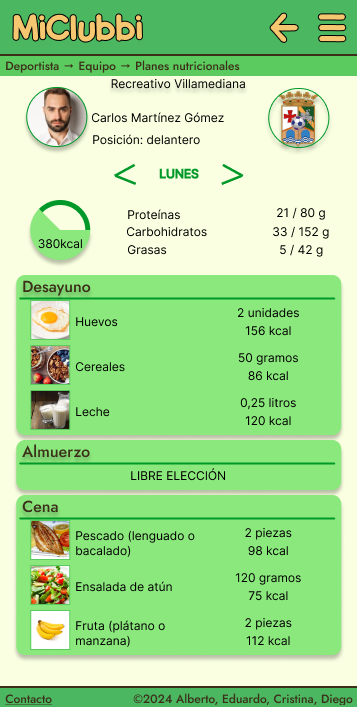 MiClubbi
Deportista → Equipo → Planes nutricionales
Recreativo Villamediana
Carlos Martínez Gómez
Posición: delantero
< LUNES >
380kcal
Proteínas 21 / 80 g
Carbohidratos 33 / 152 g
Grasas 5 / 42 g
Desayuno
Huevos
2 unidades
156 kcal
Cereales
50 gramos
86 kcal
Leche
0,25 litros
120 kcal
Almuerzo
LIBRE ELECCIÓN
Cena
Pescado (lenguado o
bacalado)
2 piezas
98 kcal
Ensalada de atún
120 gramos
75 kcal
Fruta (plátano o
manzana)
2 piezas
112 kcal
Contacto ©2024 Alberto, Eduardo, Cristina, Diego